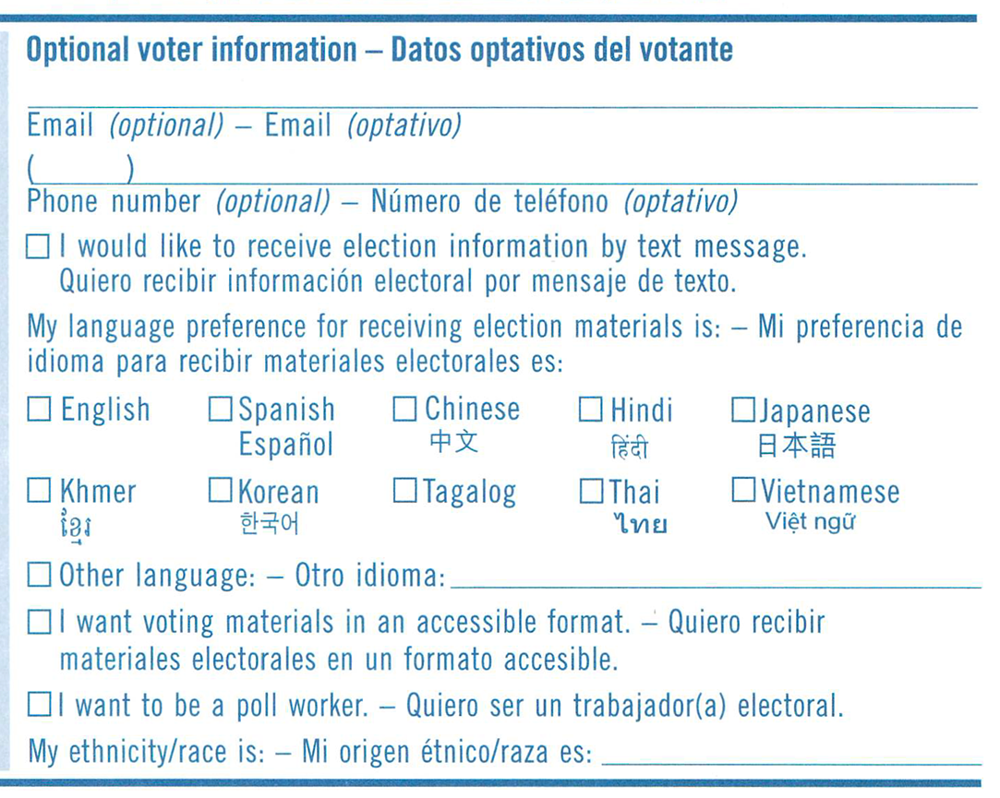 Optional voter information – Datos optativos del votante
Email (optional) – Email (optativo)
( )
Phone number (optional) – Número de teléfono (optativo)
☐ I would like to receive election information by text message.
Quiero recibir información electoral por mensaje de texto.
My language preference for receiving election materials is: – Mi preferencia de
idioma para recibir materiales electorales es:
☐ English ☐ Spanish ☐ Chinese ☐ Hindi ☐ Japanese
Español 中文 हिंदी 日本語
☐ Khmer ☐ Korean ☐ Tagalog ☐ Thai ☐ Vietnamese
ខ្មែរ 한국어 ไทย Việt ngữ
☐ Other language: – Otro idioma:
☐ I want voting materials in an accessible format. – Quiero recibir
materiales electorales en un formato accesible.
☐ I want to be a poll worker. – Quiero ser un trabajador(a) electoral.
My ethnicity/race is: – Mi origen étnico/raza es: